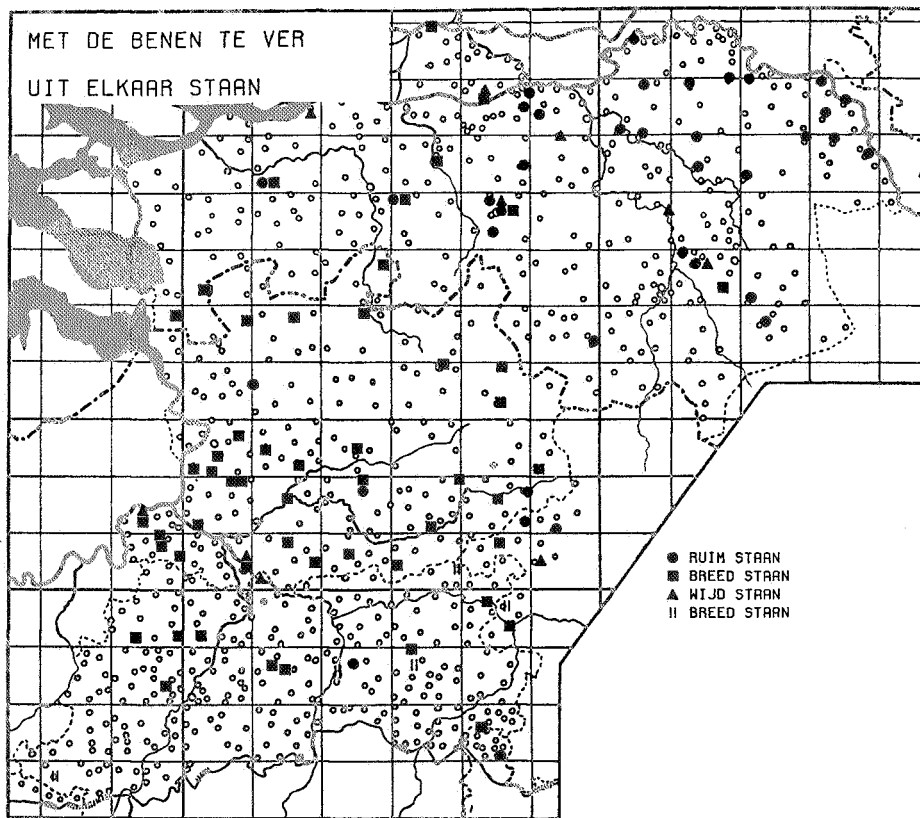 MET DE BENEN TE VER
UIT ELKAAR STAAN
RUIM STAAN
BREED STAAN
WIJD STAAN
BREED STAAN